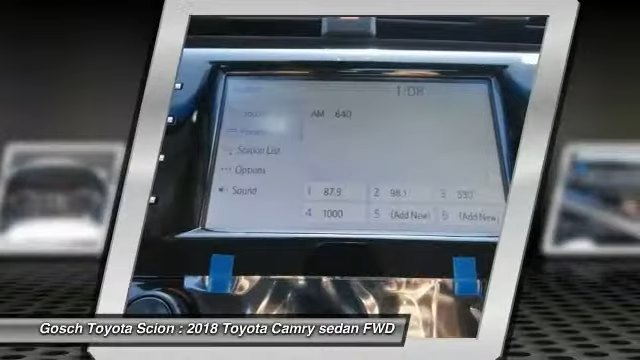 1:08
AM 640
Station List
Options
Sound
1 87.9 2 98.1 3 530
4 1000 5 (Add New) 6 (Add New)
Gosch Toyota Scion : 2018 Toyota Camry sedan FWD